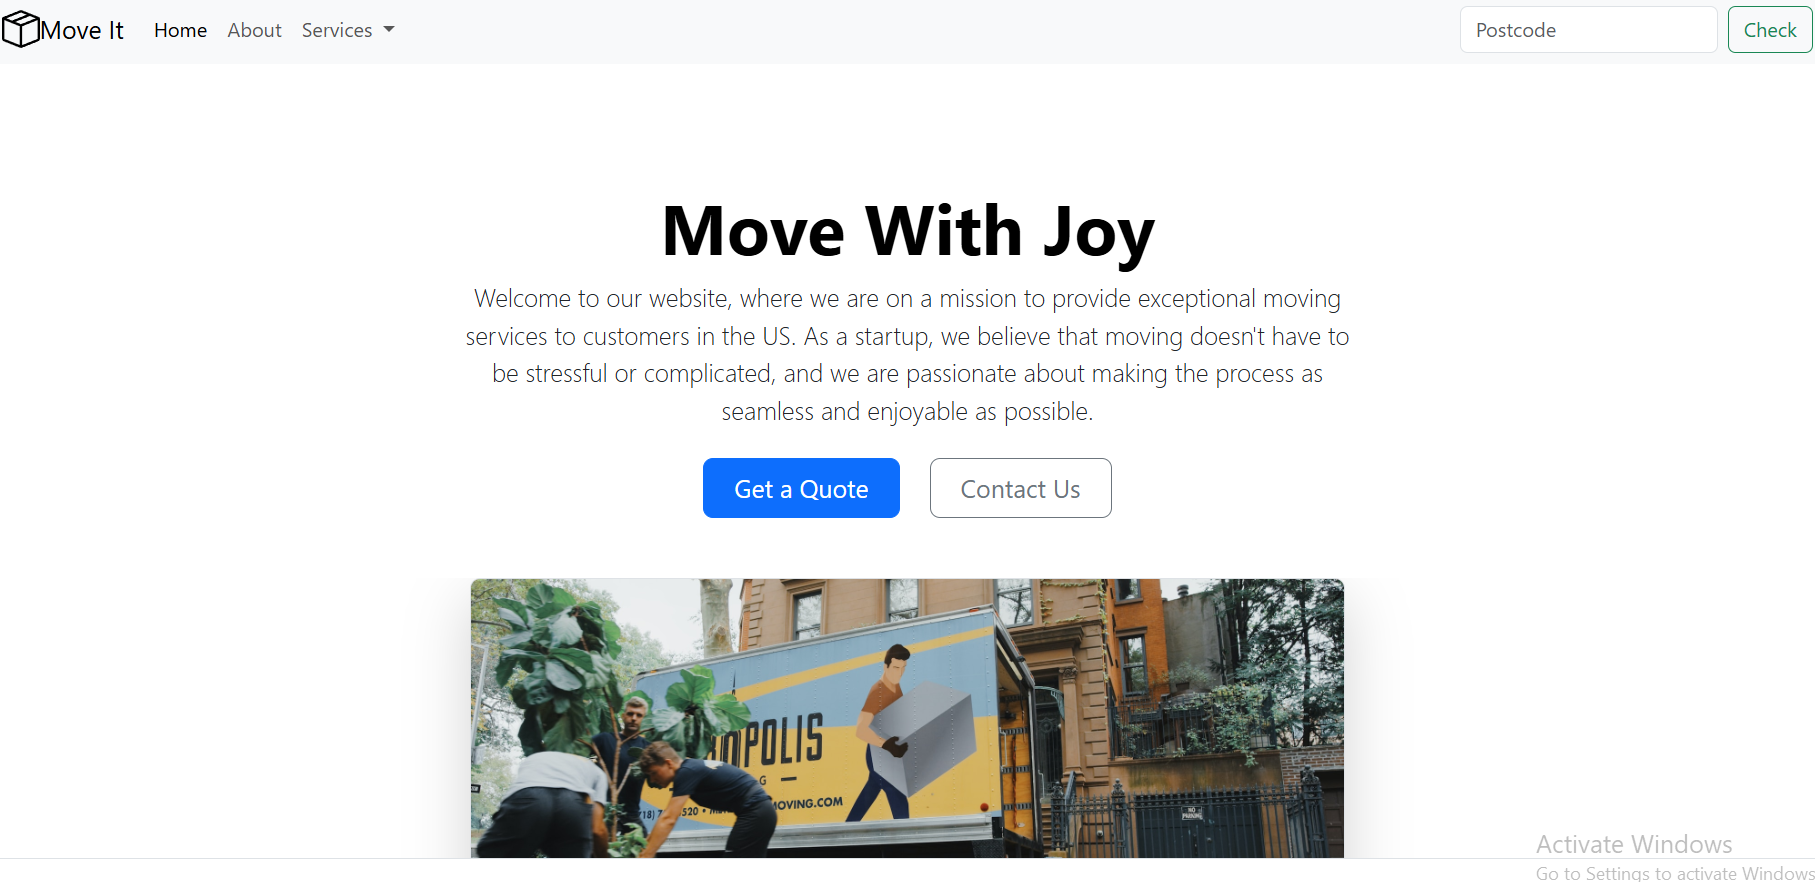 Move It
Home
About
Services
Postcode
Check
Move With Joy
Welcome to our website, where we are on a mission to provide exceptional moving
services to customers in the US. As a startup, we believe that moving doesn't have to
be stressful or complicated, and we are passionate about making the process as
seamless and enjoyable as possible.
Get a Quote
Contact Us
POLIS
G
MOVING.COM
NO
PARKING
Activate Windows
Go to Settings to activate Windows